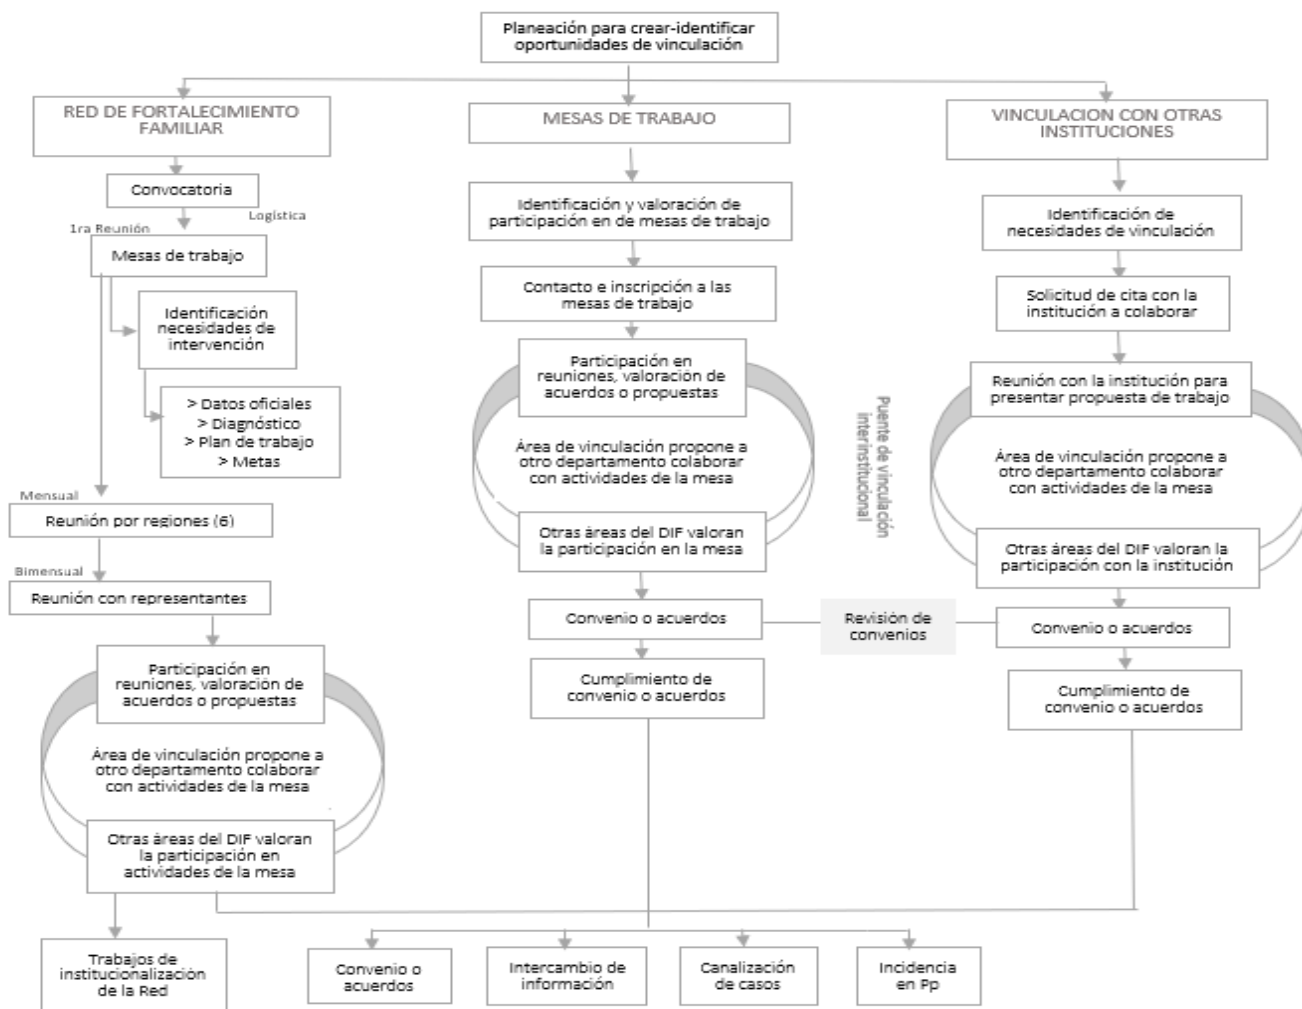 Planeación para crear-identificar
oportunidades de vinculación
RED DE FORTALECIMIENTO
FAMILIAR
Convocatoria
Logística
1ra Reunión
Mesas de trabajo
Identificación
necesidades de
intervención
> Datos oficiales
> Diagnóstico
> Plan de trabajo
> Metas
Mensual
Reunión por regiones (6)
Bimensual
Reunión con representantes
Participación en
reuniones, valoración de
acuerdos o propuestas
Área de vinculación propone a
otro departamento colaborar
con actividades de la mesa
Otras áreas del DIF valoran
la participación en
actividades de la mesa
Trabajos de
institucionalización
de la Red
MESAS DE TRABAJO
Identificación y valoración de
participación en de mesas de trabajo
Contacto e inscripción a las
mesas de trabajo
Participación en
reuniones, valoración de
acuerdos o propuestas
Área de vinculación propone a
otro departamento colaborar
con actividades de la mesa
Otras áreas del DIF valoran
la participación en la mesa
Convenio o acuerdos
Cumplimiento de
convenio o acuerdos
Puente de vinculación
interinstitucional
Revisión de
convenios
VINCULACION CON OTRAS
INSTITUCIONES
Identificación de
necesidades de vinculación
Solicitud de cita con la
institución a colaborar
Reunión con la institución para
presentar propuesta de trabajo
Área de vinculación propone a
otro departamento colaborar
con actividades de la mesa
Otras áreas del DIF valoran la
participación con la institución
Convenio o acuerdos
Cumplimiento de
convenio o acuerdos
Convenio o
acuerdos
Intercambio de
información
Canalización
de casos
Incidencia
en Pp